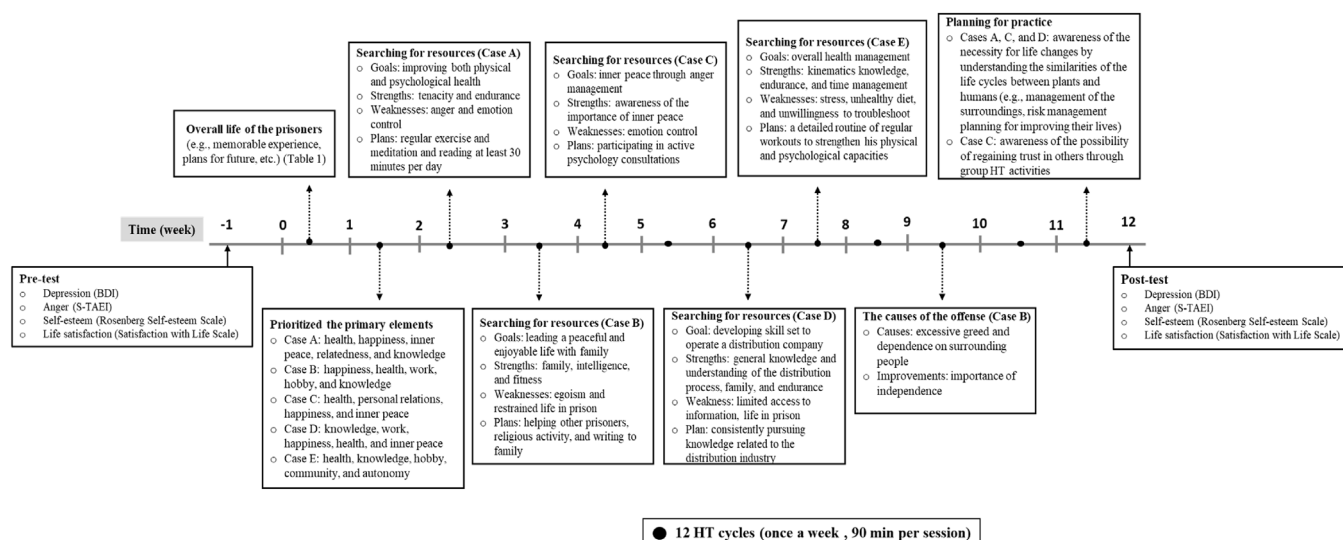 Overall life of the prisoners
(e.g., memorable experience,
plans for future, etc.) (Table 1)
Searching for resources (Case A)
○ Goals: improving both physical
and psychological health
○ Strengths: tenacity and endurance
○ Weaknesses: anger and emotion
control
○ Plans: regular exercise and
meditation and reading at least 30
minutes per day
Searching for resources (Case C)
○ Goals: inner peace through anger
management
○ Strengths: awareness of the
importance of inner peace
○ Weaknesses: emotion control
○ Plans: participating in active
psychology consultations
Searching for resources (Case E)
○ Goals: overall health management
○ Strengths: kinematics knowledge,
endurance, and time management
○ Weaknesses: stress, unhealthy diet,
and unwillingness to troubleshoot
○ Plans: a detailed routine of regular
workouts to strengthen his physical
and psychological capacities
Planning for practice
○ Cases A, C, and D: awareness of the
necessity for life changes by
understanding the similarities of the
life cycles between plants and
humans (e.g., management of the
surroundings, risk management
planning for improving their lives)
○ Case C: awareness of the possibility
of regaining trust in others through
group HT activities
Time (week)
-1 0 1 2 3 4 5 6 7 8 9 10 11 12
Pre-test
○ Depression (BDI)
○ Anger (S-TAEI)
○ Self-esteem (Rosenberg Self-esteem Scale)
○ Life satisfaction (Satisfaction with Life Scale)
Prioritized the primary elements
○ Case A: health, happiness, inner
peace, relatedness, and knowledge
○ Case B: happiness, health, work,
hobby, and knowledge
○ Case C: health, personal relations,
happiness, and inner peace
○ Case D: knowledge, work,
happiness, health, and inner peace
○ Case E: health, knowledge, hobby,
community, and autonomy
Searching for resources (Case B)
○ Goals: leading a peaceful and
enjoyable life with family
○ Strengths: family, intelligence, and
fitness
○ Weaknesses: egoism and
restrained life in prison
○ Plans: helping other prisoners,
religious activity, and writing to
family
Searching for resources (Case D)
○ Goal: developing skill set to
operate a distribution company
○ Strengths: general knowledge and
understanding of the distribution
process, family, and endurance
○ Weakness: limited access to
information, life in prison
○ Plan: consistently pursuing
knowledge related to the
distribution industry
The causes of the offense (Case B)
○ Causes: excessive greed and
dependence on surrounding
people
○ Improvements: importance of
independence
Post-test
○ Depression (BDI)
○ Anger (S-TAEI)
○ Self-esteem (Rosenberg Self-esteem Scale)
○ Life satisfaction (Satisfaction with Life Scale)
● 12 HT cycles (once a week , 90 min per session)